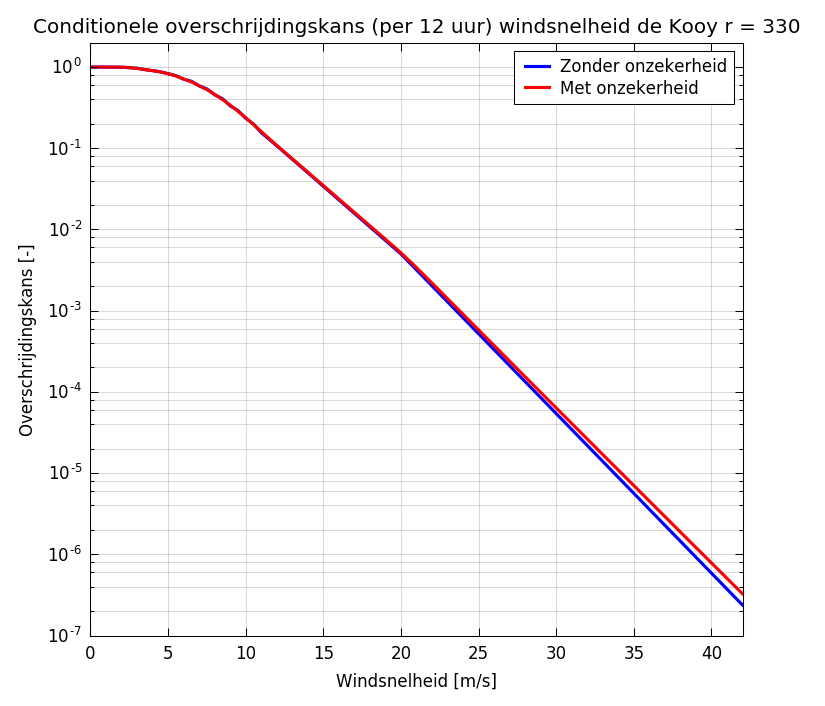 Conditionele overschrijdingskans (per 12 uur) windsnelheid de Kooy r = 330
Zonder onzekerheid
Met onzekerheid
Overschrijdingskans [-]
10^0
10^-1
10^-2
10^-3
10^-4
10^-5
10^-6
10^-7
0 5 10 15 20 25 30 35 40
Windsnelheid [m/s]